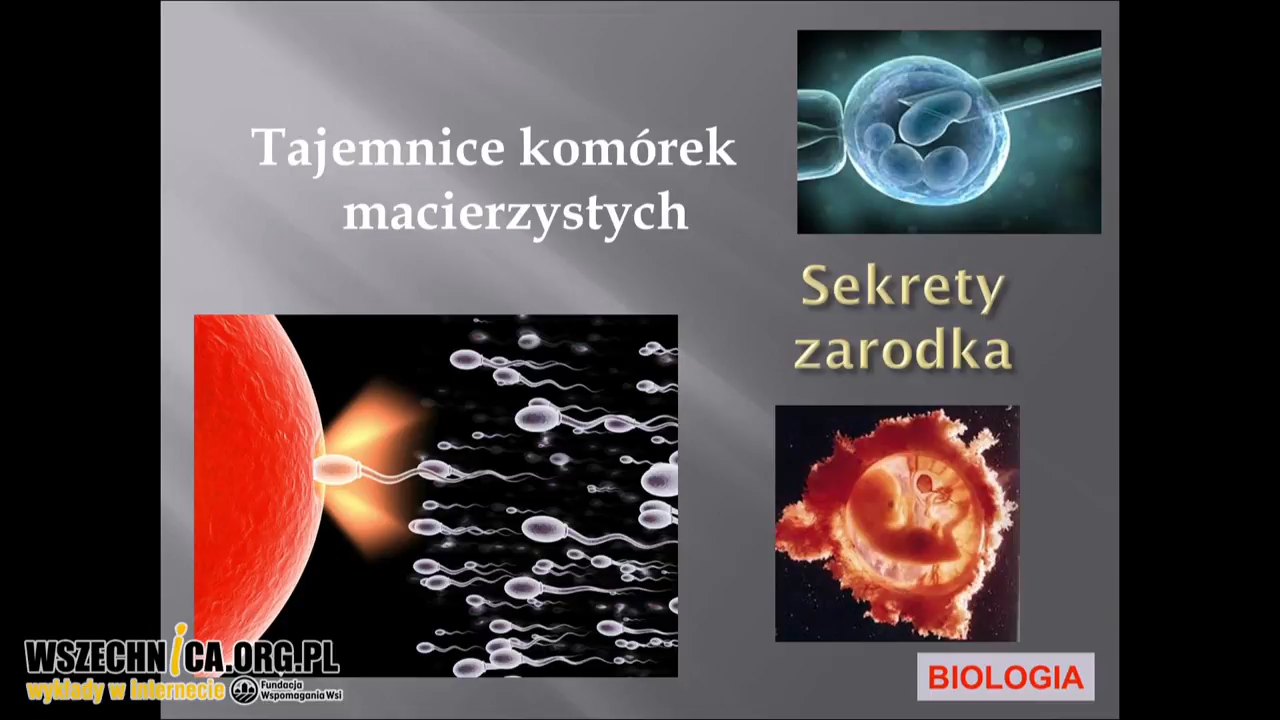 Tajemnice komórek
macierzystych
Sekrety
zarodka
WSZECHNICA.ORG.PL
wykłady w Internecie
Fundacja
Wspomagania Wsi
BIOLOGIA